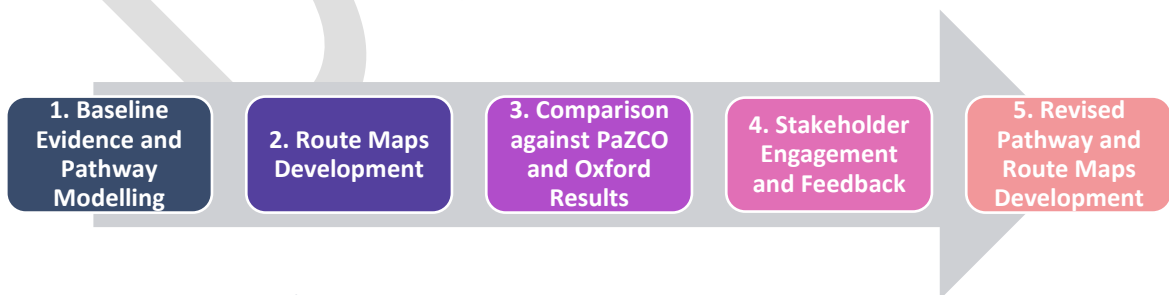 1. Baseline
Evidence and
Pathway
Modelling
2. Route Maps
Development
3. Comparison
against PaZCO
and Oxford
Results
4. Stakeholder
Engagement
and Feedback
5. Revised
Pathway and
Route Maps
Development